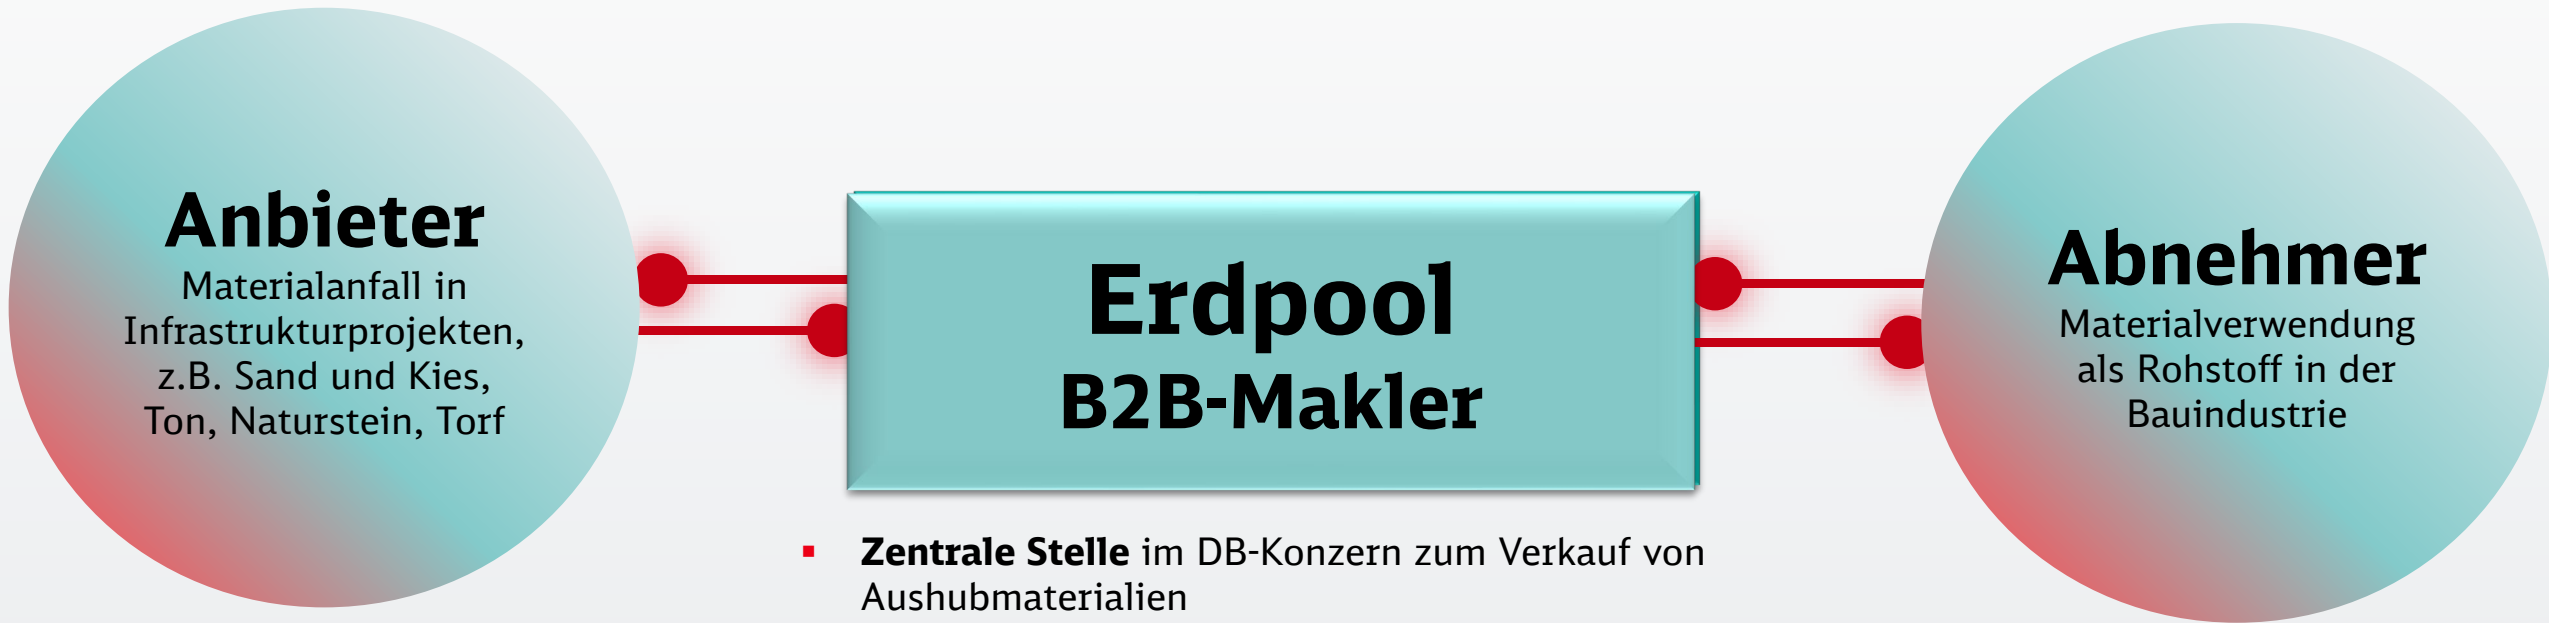 Anbieter
Materialanfall in
Infrastrukturprojekten,
z.B. Sand und Kies,
Ton, Naturstein, Torf
Erdpool
B2B-Makler
▪ Zentrale Stelle im DB-Konzern zum Verkauf von
Aushubmaterialien
Abnehmer
Materialverwendung
als Rohstoff in der
Bauindustrie